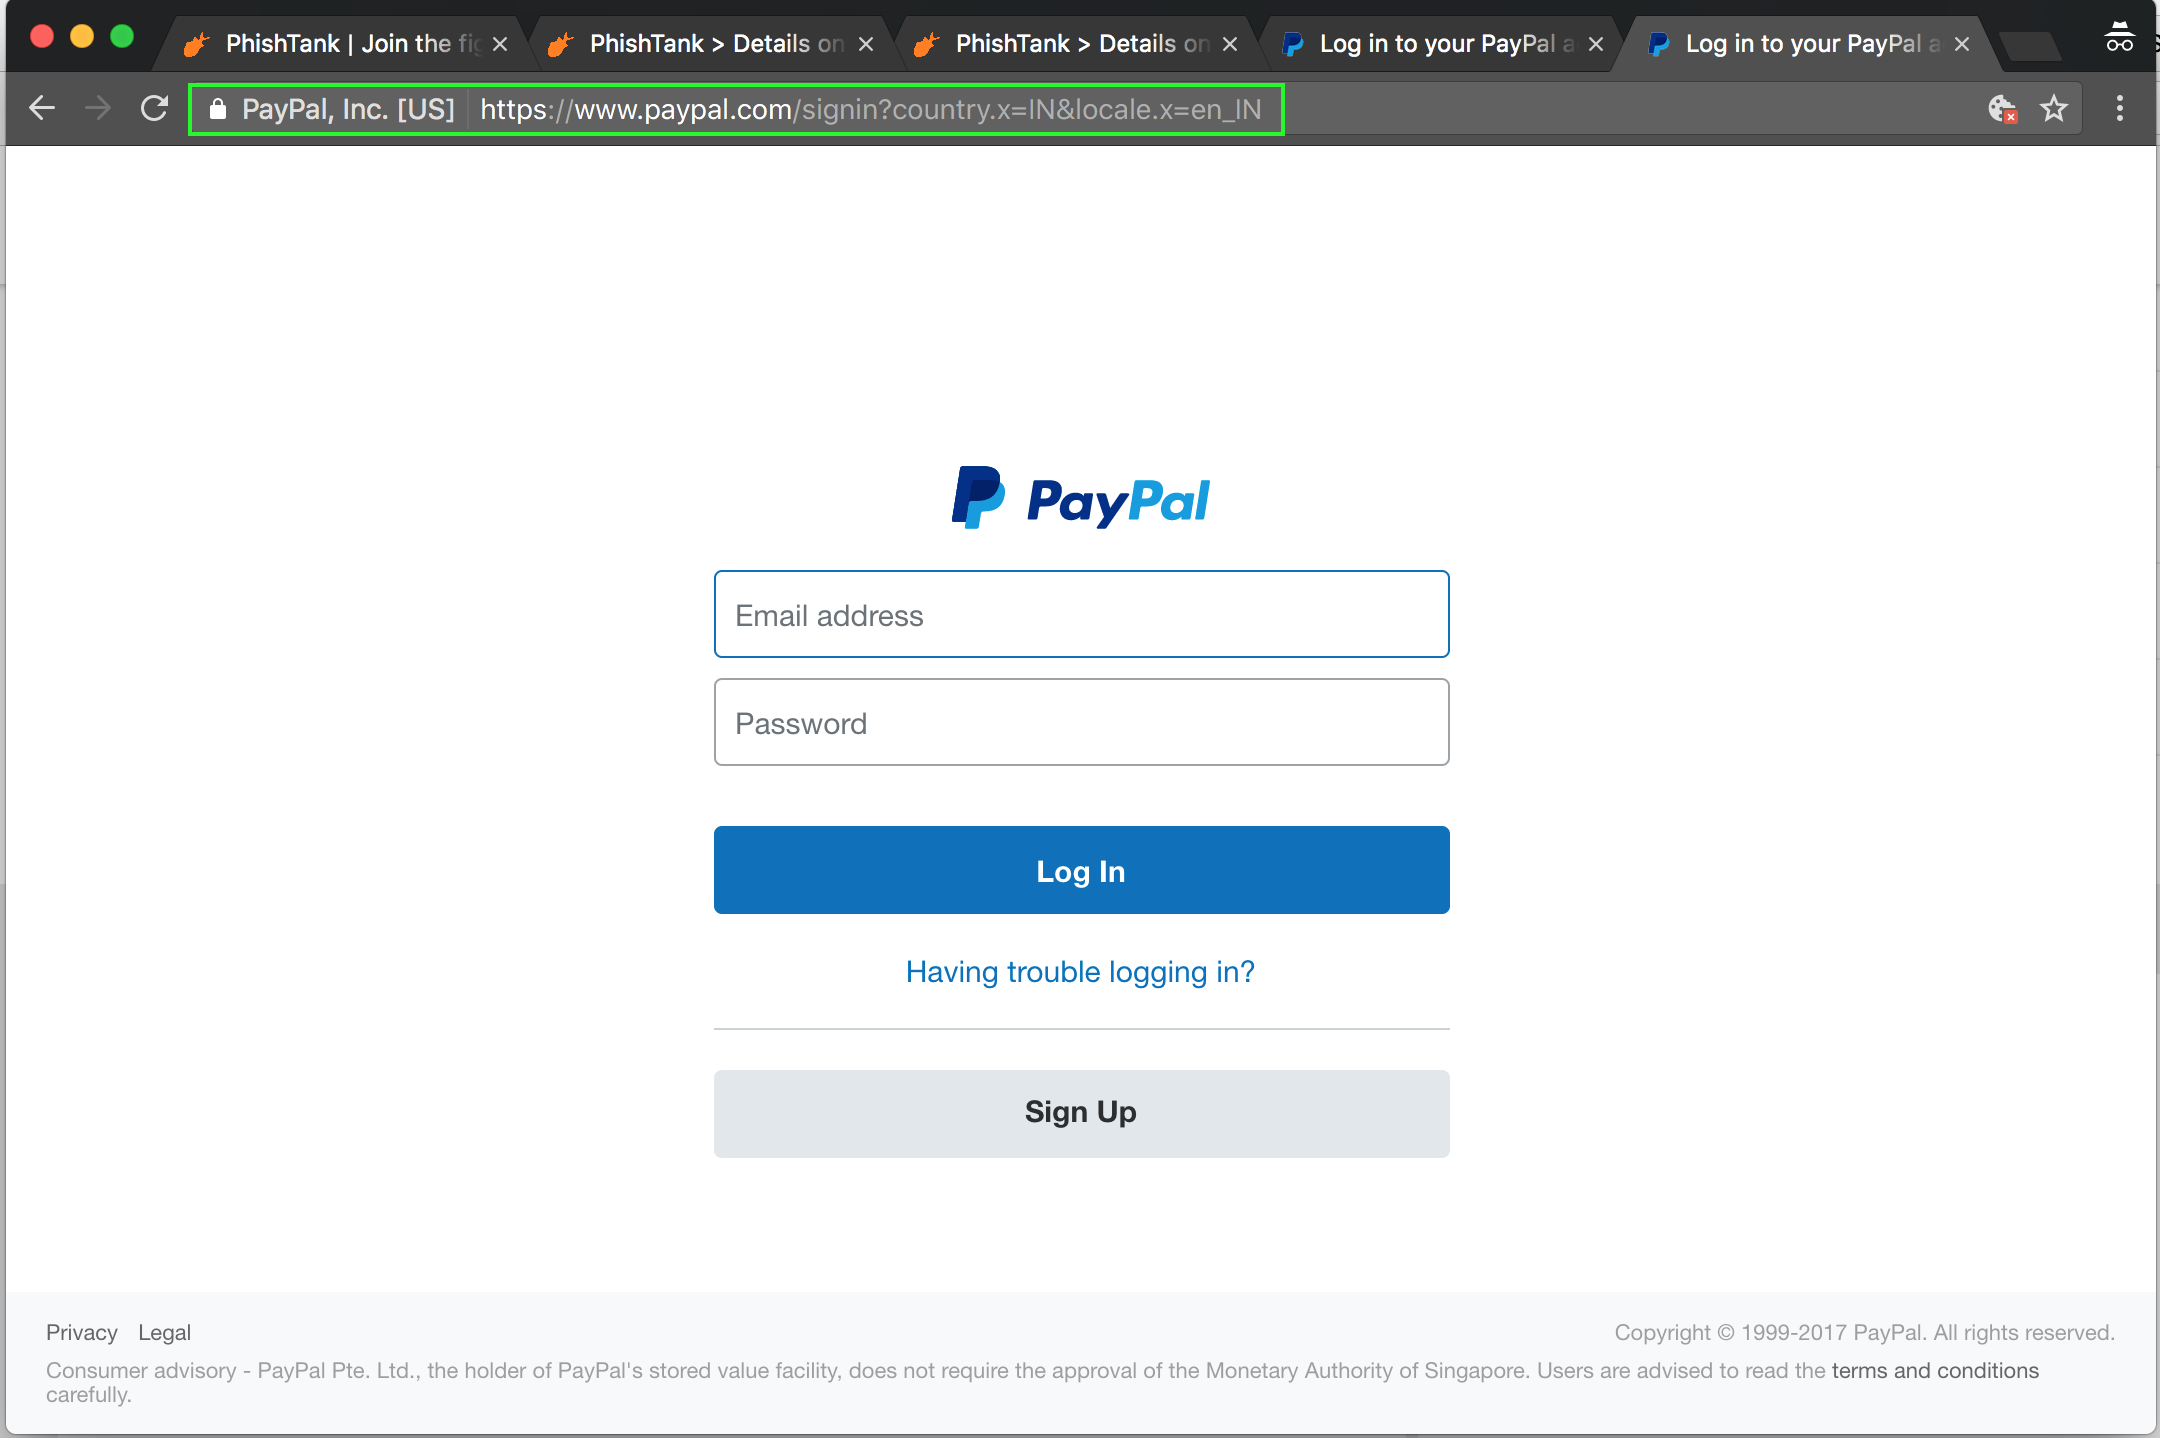 PhishTank | Join the fig
PhishTank > Details on
PhishTank > Details on
Log in to your PayPal a
Log in to your PayPal a
PayPal, Inc. [US] https://www.paypal.com/signin?country.x=IN&locale.x=en_IN
PayPal
Email address
Password
Log In
Having trouble logging in?
Sign Up
Privacy Legal
Copyright © 1999-2017 PayPal. All rights reserved.
Consumer advisory - PayPal Pte. Ltd., the holder of PayPal's stored value facility, does not require the approval of the Monetary Authority of Singapore. Users are advised to read the terms and conditions
carefully.